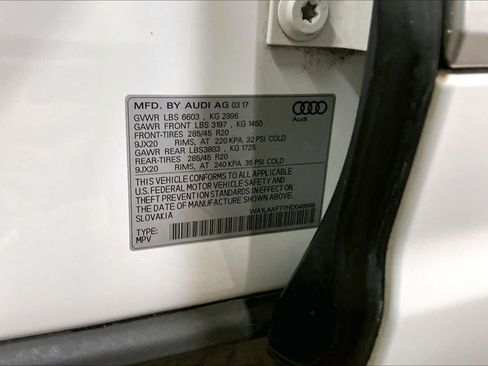 MFD. BY AUDI AG 03 17
GVWR LBS 6603 , KG 2995
GAWR FRONT LBS 3197 , KG 1450
FRONT-TIRES 285/45 R20
9JX20 RIMS, AT 220 KPA 32 PSI COLD
GAWR REAR LBS3803 , KG 1725
REAR-TIRES 285/45 R20
9JX20 RIMS, AT 240 KPA 35 PSI COLD
THIS VEHICLE CONFORMS TO ALL APPLICABLE
U.S. FEDERAL MOTOR VEHICLE SAFETY AND
THEFT PREVENTION STANDARDS IN EFFECT
ON THE DATE OF MANUFACTURE SHOWN ABOVE.
SLOVAKIA
WA1LAAF77HD048646
TYPE:
MPV
Audi